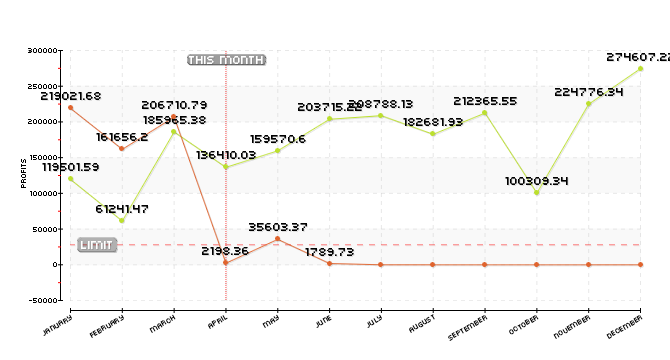 300000
THIS MONTH
274607.22
250000
219021.68
206710.79
203715.22
208788.13
212365.55
224776.34
200000
161656.2
185965.38
182681.93
150000
136410.03
159570.6
119501.59
100309.34
100000
PROFITS
61241.47
50000
LIMIT
2198.36
35603.37
1789.73
0
-50000
JANUARY
FEBRUARY
MARCH
APRIL
MAY
JUNE
JULY
AUGUST
SEPTEMBER
OCTOBER
NOVEMBER
DECEMBER